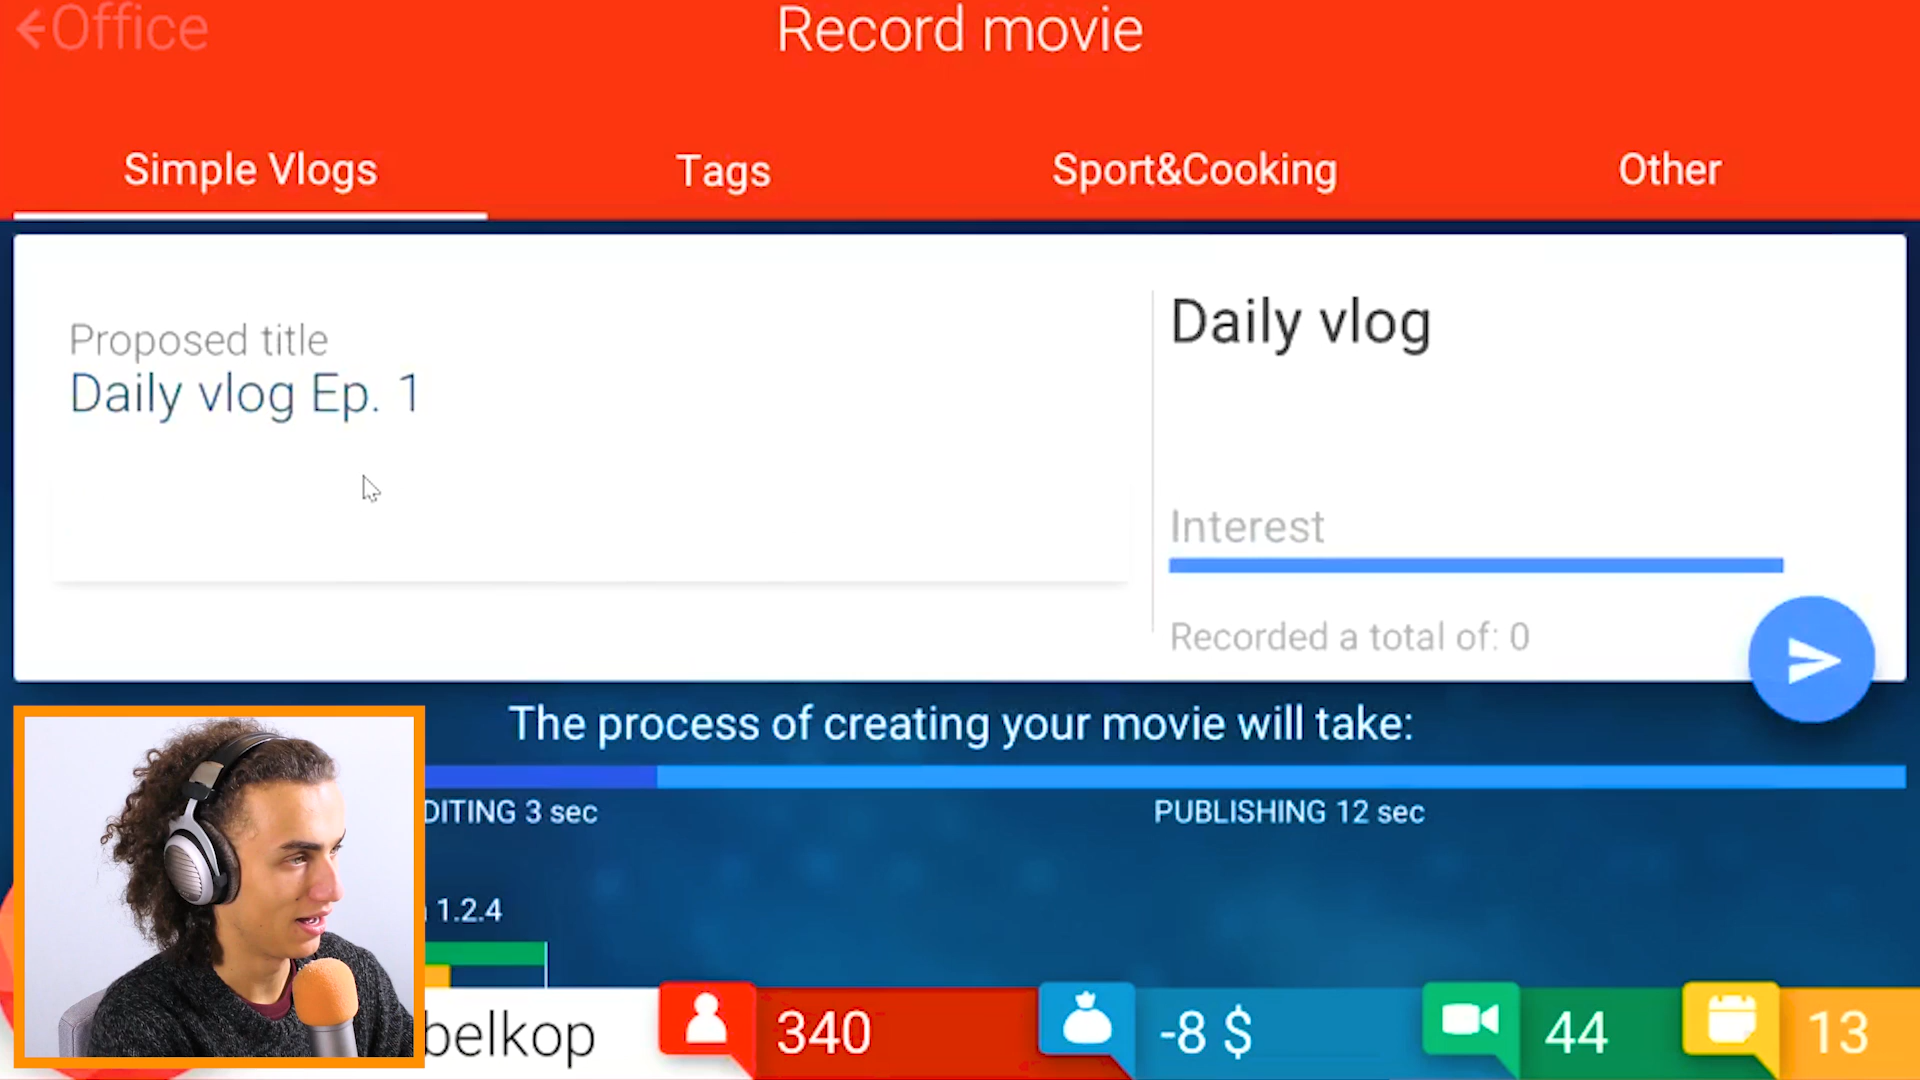 Office
Record movie
Simple Vlogs
Tags
Sport&Cooking
Other
Proposed title
Daily vlog Ep. 1
Daily vlog
Interest
Recorded a total of: 0
The process of creating your movie will take:
DITING 3 sec
PUBLISHING 12 sec
1.2.4
belkop
340
-8 $
44
13